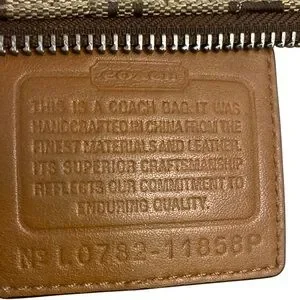 COACH
THIS IS A COACH BAG. IT WAS
HANDCRAFTED IN CHINA FROM THE
FINEST MATERIALS AND LEATHER.
ITS SUPERIOR CRAFTSMANSHIP
REFLECTS OUR COMMITMENT TO
ENDURING QUALITY.
Nº L0782-11858P